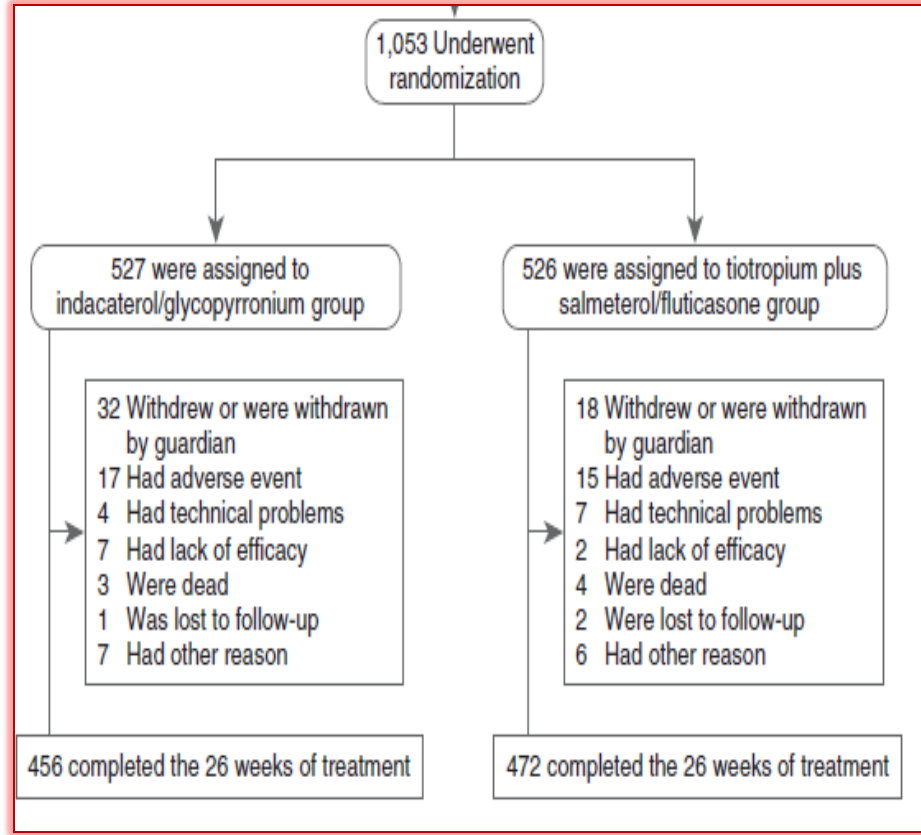 1,053 Underwent
randomization
527 were assigned to
indacaterol/glycopyrronium group
526 were assigned to tiotropium plus
salmeterol/fluticasone group
32 Withdrew or were withdrawn
by guardian
17 Had adverse event
4 Had technical problems
7 Had lack of efficacy
3 Were dead
1 Was lost to follow-up
7 Had other reason
18 Withdrew or were withdrawn
by guardian
15 Had adverse event
7 Had technical problems
2 Had lack of efficacy
4 Were dead
2 Were lost to follow-up
6 Had other reason
456 completed the 26 weeks of treatment
472 completed the 26 weeks of treatment